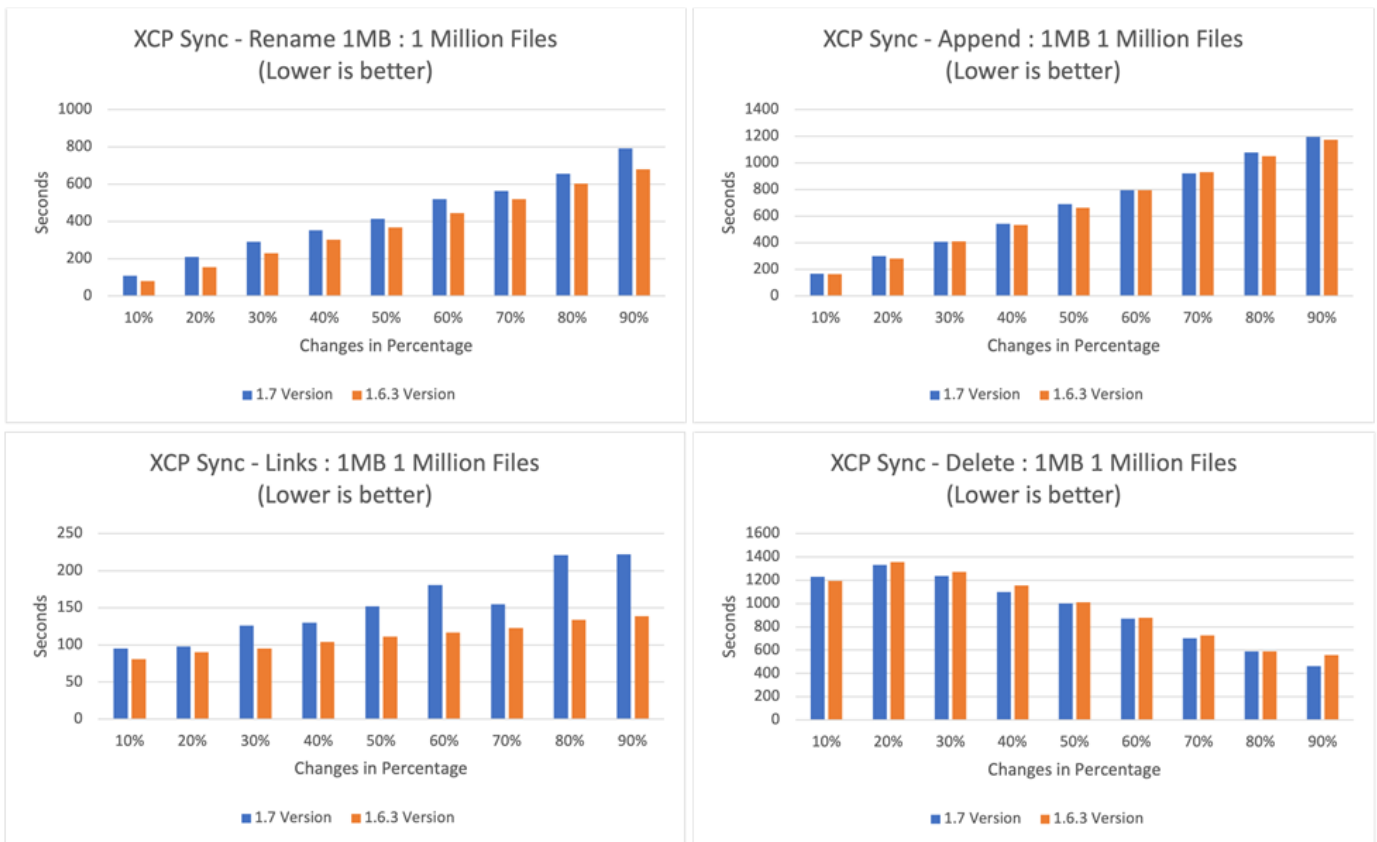 XCP Sync - Rename 1MB : 1 Million Files
(Lower is better)
1000
800
600
400
200
0
Seconds
10% 20% 30% 40% 50% 60% 70% 80% 90%
Changes in Percentage
1.7 Version 1.6.3 Version
XCP Sync - Append : 1MB 1 Million Files
(Lower is better)
1400
1200
1000
800
600
400
200
0
Seconds
10% 20% 30% 40% 50% 60% 70% 80% 90%
Changes in Percentage
1.7 Version 1.6.3 Version
XCP Sync - Links : 1MB 1 Million Files
(Lower is better)
250
200
150
100
50
0
Seconds
10% 20% 30% 40% 50% 60% 70% 80% 90%
Changes in Percentage
1.7 Version 1.6.3 Version
XCP Sync - Delete : 1MB 1 Million Files
(Lower is better)
1600
1400
1200
1000
800
600
400
200
0
Seconds
10% 20% 30% 40% 50% 60% 70% 80% 90%
Changes in Percentage
1.7 Version 1.6.3 Version